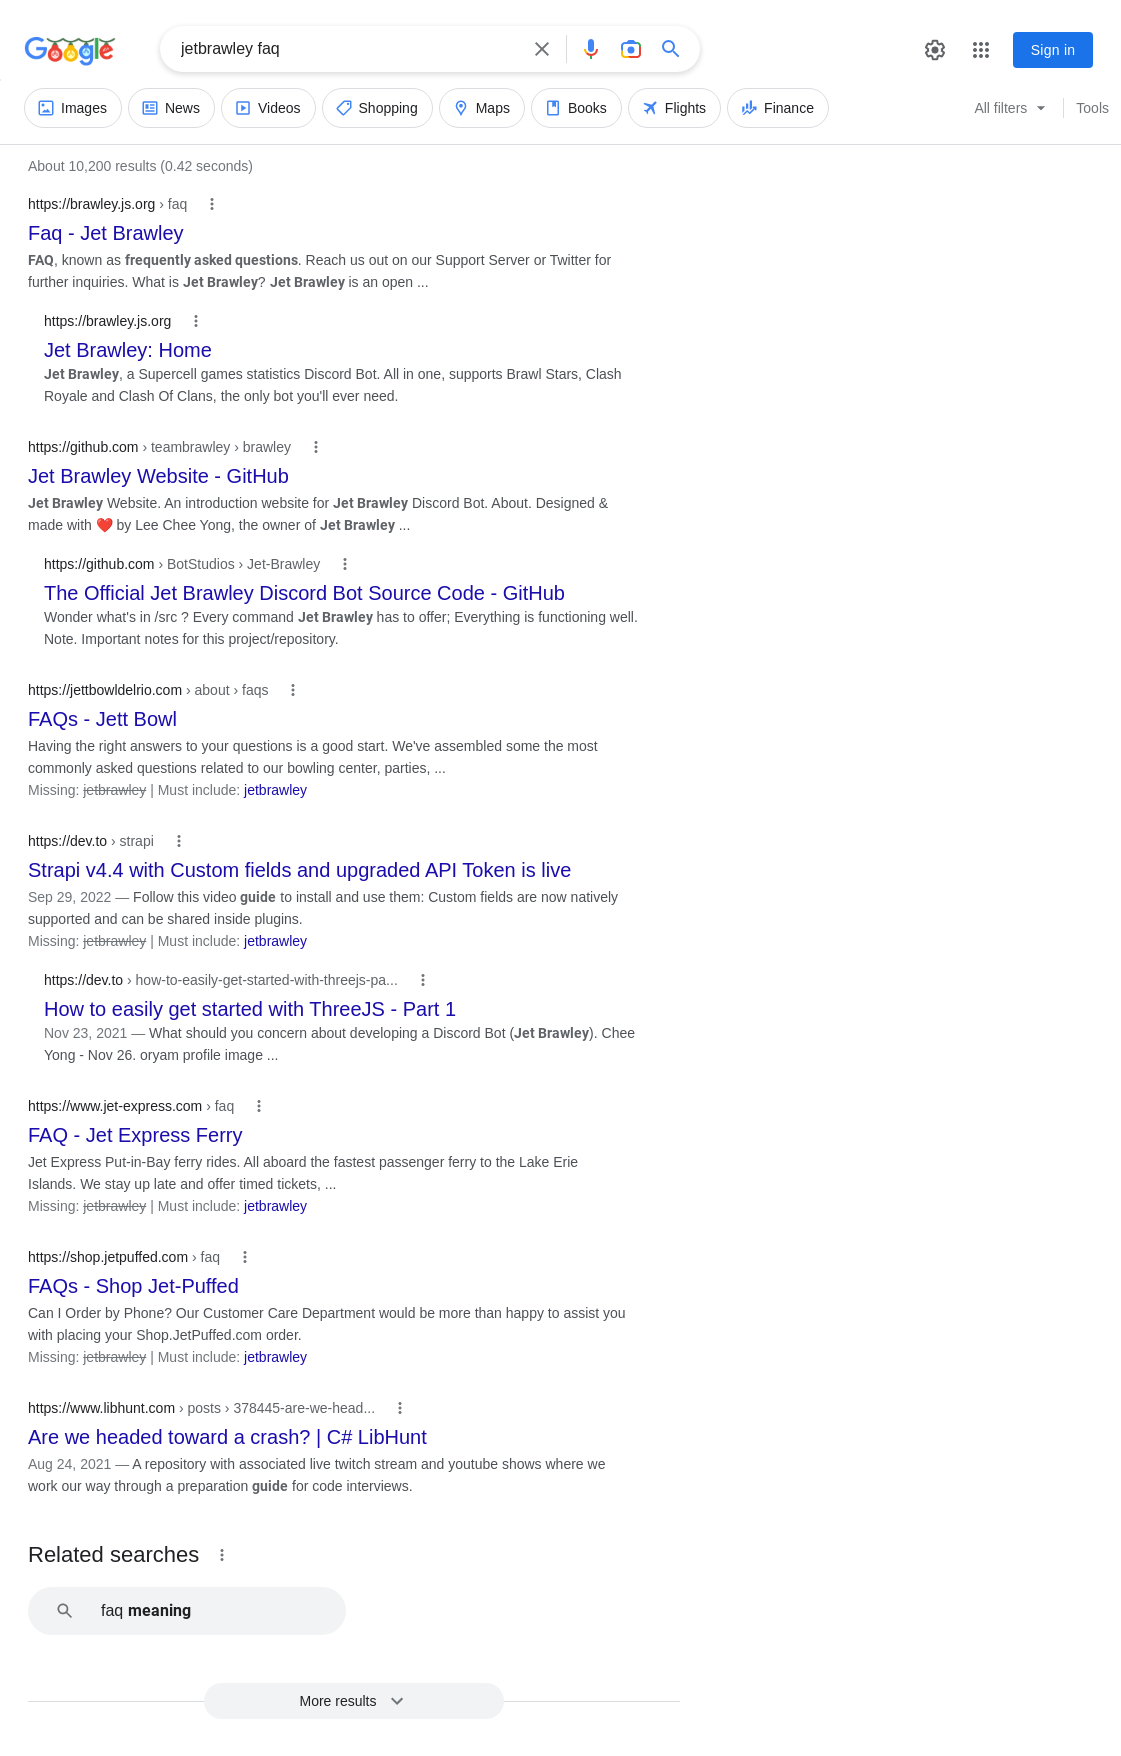 Google
jetbrawley faq
Sign in
Images
News
Videos
Shopping
Maps
Books
Flights
Finance
All filters
Tools
About 10,200 results (0.42 seconds)
https://brawley.js.org › faq
Faq - Jet Brawley
FAQ, known as frequently asked questions. Reach us out on our Support Server or Twitter for
further inquiries. What is Jet Brawley? Jet Brawley is an open ...
https://brawley.js.org
Jet Brawley: Home
Jet Brawley, a Supercell games statistics Discord Bot. All in one, supports Brawl Stars, Clash
Royale and Clash Of Clans, the only bot you'll ever need.
https://github.com › teambrawley › brawley
Jet Brawley Website - GitHub
Jet Brawley Website. An introduction website for Jet Brawley Discord Bot. About. Designed &
made with ❤️ by Lee Chee Yong, the owner of Jet Brawley ...
https://github.com › BotStudios › Jet-Brawley
The Official Jet Brawley Discord Bot Source Code - GitHub
Wonder what's in /src ? Every command Jet Brawley has to offer; Everything is functioning well.
Note. Important notes for this project/repository.
https://jettbowldelrio.com › about › faqs
FAQs - Jett Bowl
Having the right answers to your questions is a good start. We've assembled some the most
commonly asked questions related to our bowling center, parties, ...
Missing: jetbrawley | Must include: jetbrawley
https://dev.to › strapi
Strapi v4.4 with Custom fields and upgraded API Token is live
Sep 29, 2022 — Follow this video guide to install and use them: Custom fields are now natively
supported and can be shared inside plugins.
Missing: jetbrawley | Must include: jetbrawley
https://dev.to › how-to-easily-get-started-with-threejs-pa...
How to easily get started with ThreeJS - Part 1
Nov 23, 2021 — What should you concern about developing a Discord Bot (Jet Brawley). Chee
Yong - Nov 26. oryam profile image ...
https://www.jet-express.com › faq
FAQ - Jet Express Ferry
Jet Express Put-in-Bay ferry rides. All aboard the fastest passenger ferry to the Lake Erie
Islands. We stay up late and offer timed tickets, ...
Missing: jetbrawley | Must include: jetbrawley
https://shop.jetpuffed.com › faq
FAQs - Shop Jet-Puffed
Can I Order by Phone? Our Customer Care Department would be more than happy to assist you
with placing your Shop.JetPuffed.com order.
Missing: jetbrawley | Must include: jetbrawley
https://www.libhunt.com › posts › 378445-are-we-head...
Are we headed toward a crash? | C# LibHunt
Aug 24, 2021 — A repository with associated live twitch stream and youtube shows where we
work our way through a preparation guide for code interviews.
Related searches
faq meaning
More results